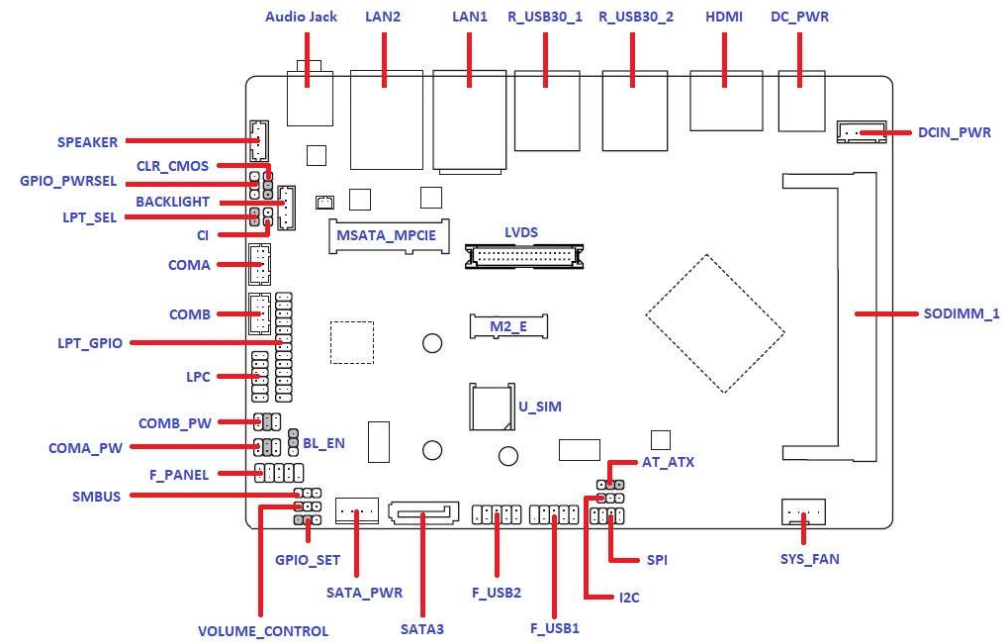 Audio Jack
LAN2
LAN1
R_USB30_1
R_USB30_2
HDMI
DC_PWR
SPEAKER
DCIN_PWR
CLR_CMOS
GPIO_PWRSEL
BACKLIGHT
LPT_SEL
CI
MSATA_MPCIE
LVDS
COMA
COMB
SODIMM_1
M2_E
LPT_GPIO
LPC
U_SIM
COMB_PW
BL_EN
COMA_PW
AT_ATX
F_PANEL
SMBUS
GPIO_SET
SPI
SYS_FAN
SATA_PWR
F_USB2
I2C
VOLUME_CONTROL
SATA3
F_USB1